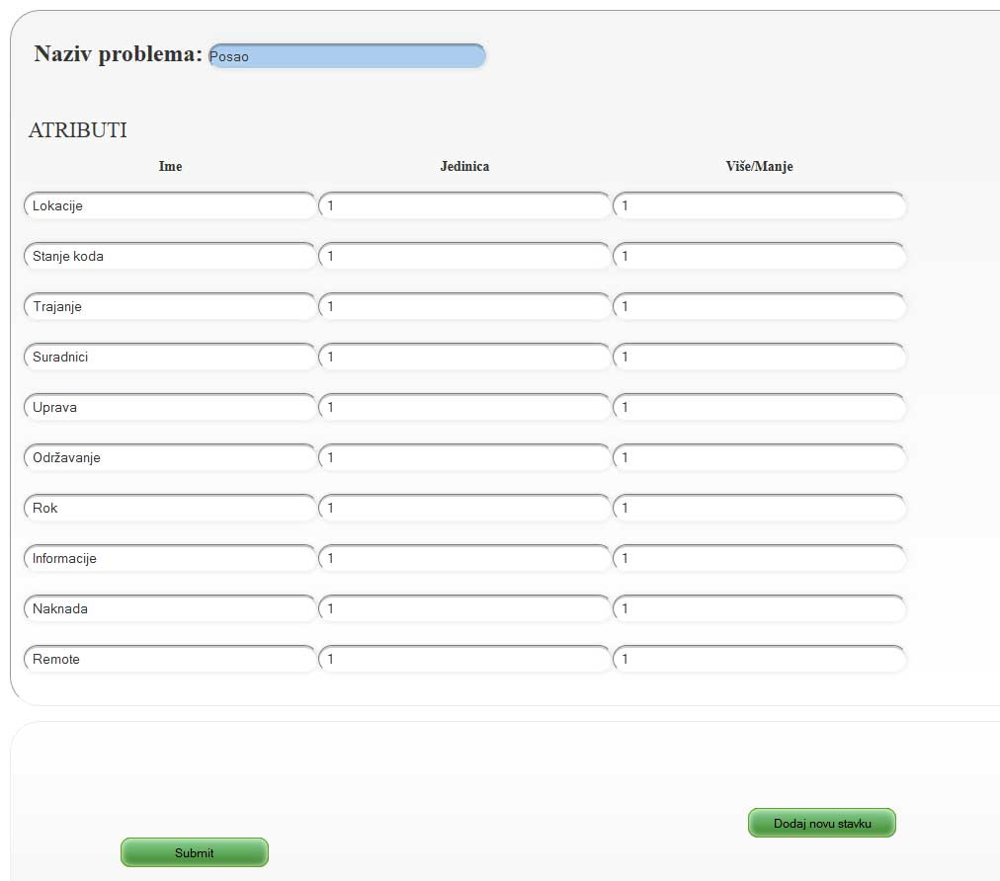 Naziv problema: Posao
ATRIBUTI
Ime Jedinica Više/Manje
Lokacije 1 1
Stanje koda 1 1
Trajanje 1 1
Suradnici 1 1
Uprava 1 1
Održavanje 1 1
Rok 1 1
Informacije 1 1
Naknada 1 1
Remote 1 1
Dodaj novu stavku
Submit